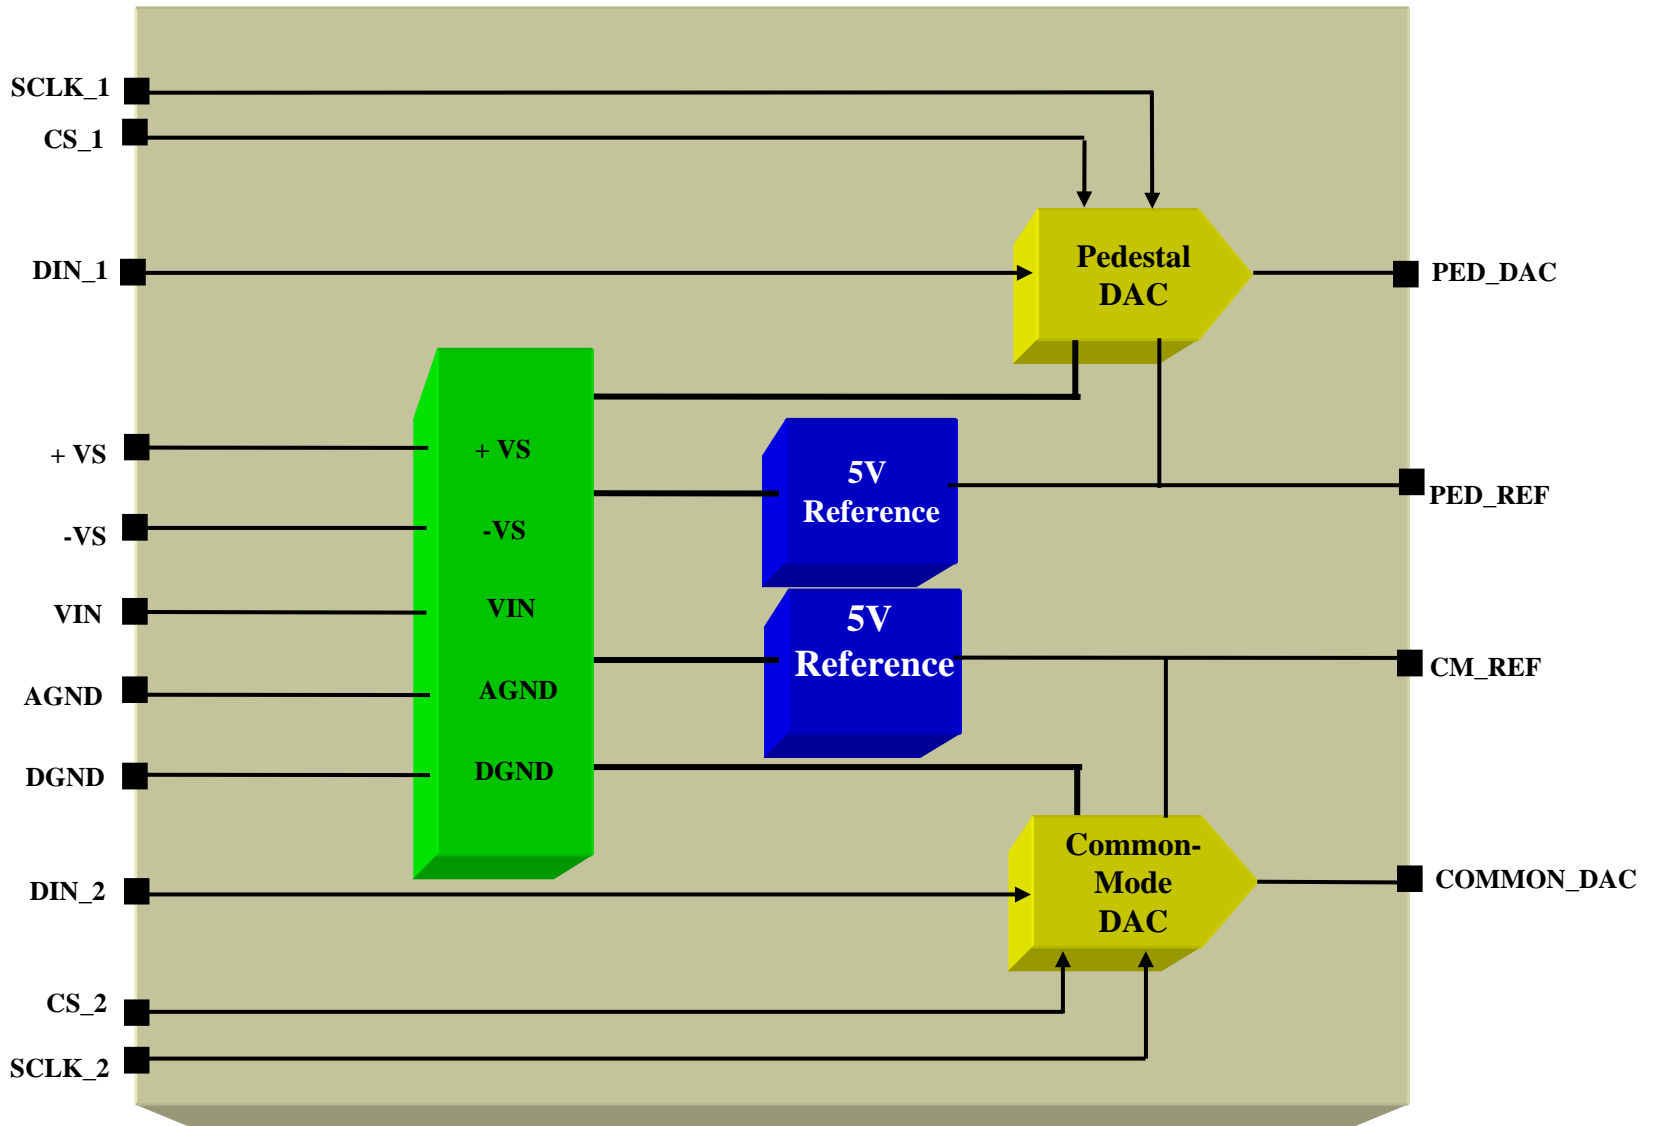 SCLK_1
CS_1
DIN_1
Pedestal
DAC
PED_DAC
+ VS
-VS
VIN
AGND
DGND
+ VS
-VS
VIN
AGND
DGND
5V
Reference
PED_REF
5V
Reference
CM_REF
DIN_2
Common-
Mode
DAC
COMMON_DAC
CS_2
SCLK_2